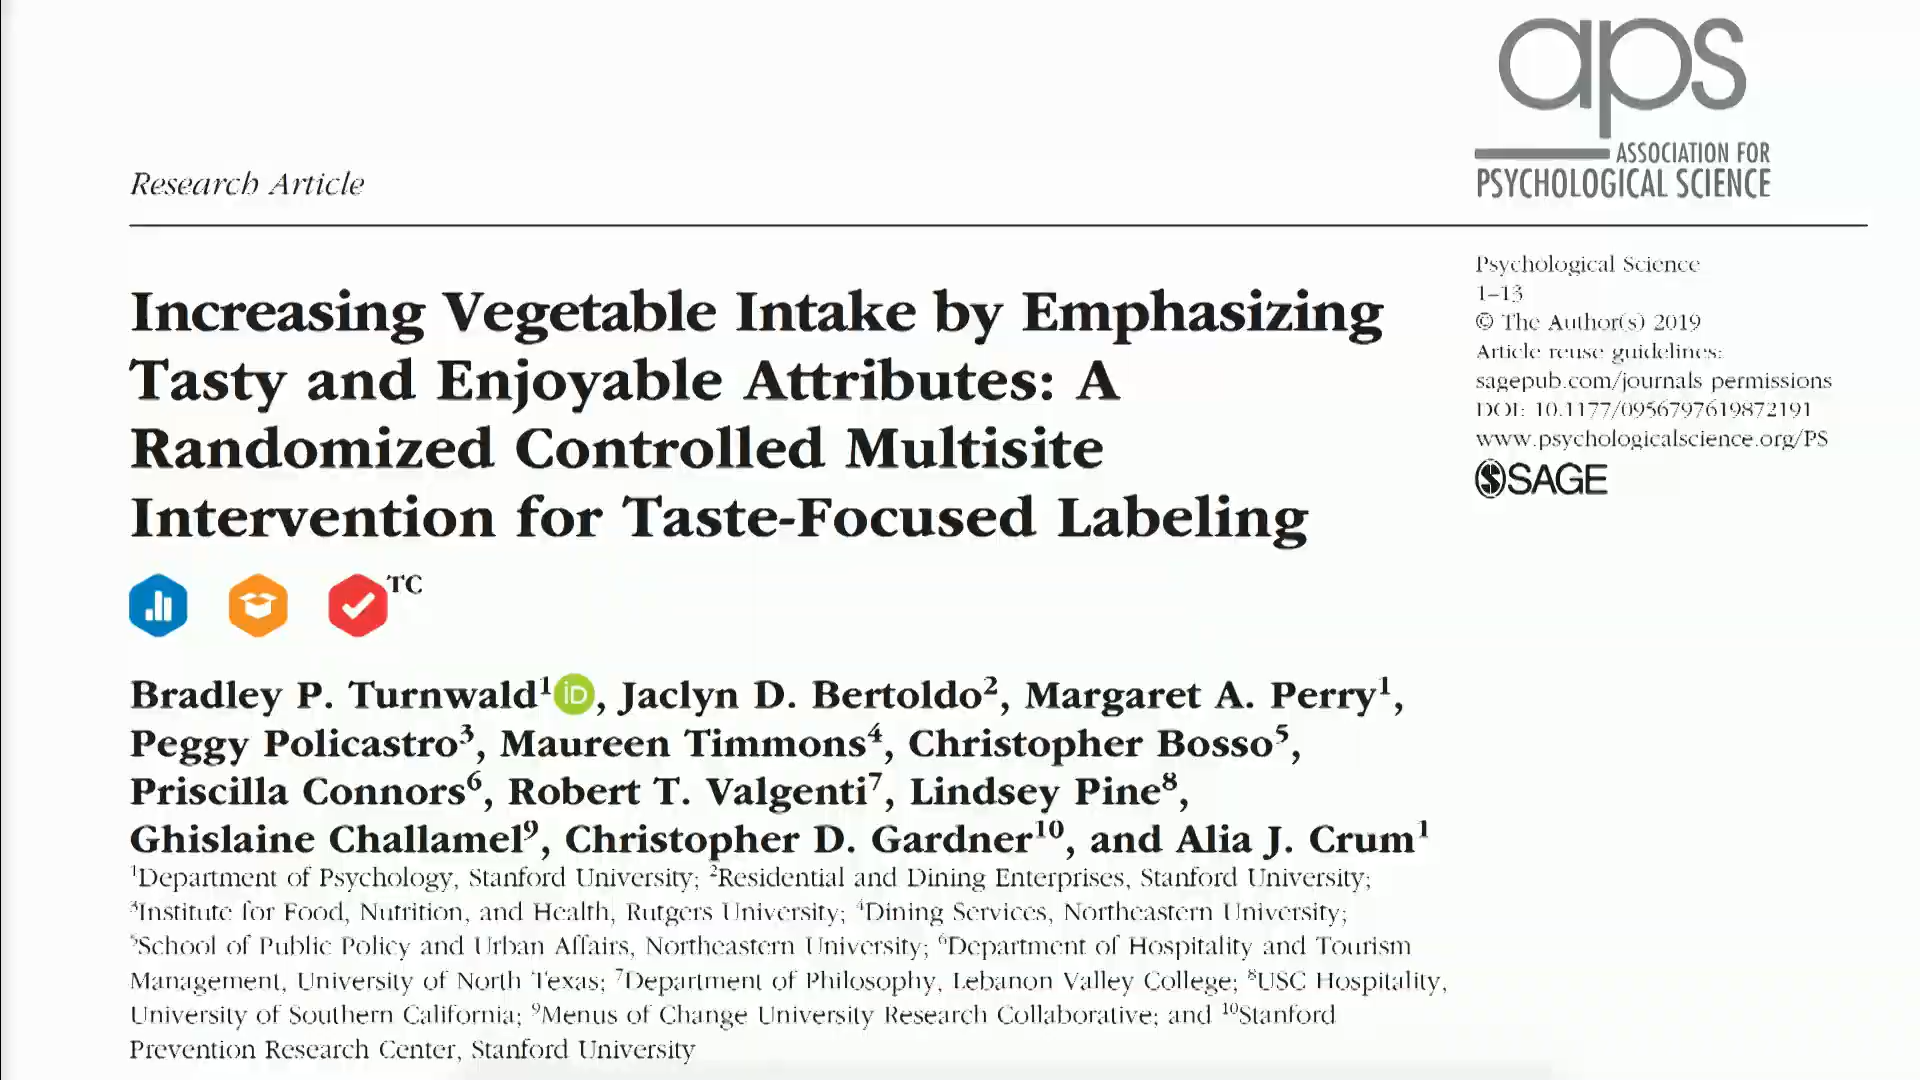 aps
ASSOCIATION FOR
PSYCHOLOGICAL SCIENCE
Research Article
Psychological Science
1–13
© The Author(s) 2019
Article reuse guidelines:
sagepub.com/journals permissions
DOI: 10.1177/0956797619872191
www.psychologicalscience.org/PS
SSAGE
Increasing Vegetable Intake by Emphasizing
Tasty and Enjoyable Attributes: A
Randomized Controlled Multisite
Intervention for Taste-Focused Labeling
TC
Bradley P. Turnwald¹ iD, Jaclyn D. Bertoldo², Margaret A. Perry¹,
Peggy Policastro³, Maureen Timmons⁴, Christopher Bosso⁵,
Priscilla Connors⁶, Robert T. Valgenti⁷, Lindsey Pine⁸,
Ghislaine Challamel⁹, Christopher D. Gardner¹⁰, and Alia J. Crum¹
¹Department of Psychology, Stanford University; ²Residential and Dining Enterprises, Stanford University;
³Institute for Food, Nutrition, and Health, Rutgers University; ⁴Dining Services, Northeastern University;
⁵School of Public Policy and Urban Affairs, Northeastern University; ⁶Department of Hospitality and Tourism
Management, University of North Texas; ⁷Department of Philosophy, Lebanon Valley College; ⁸USC Hospitality,
University of Southern California; ⁹Menus of Change University Research Collaborative; and ¹⁰Stanford
Prevention Research Center, Stanford University